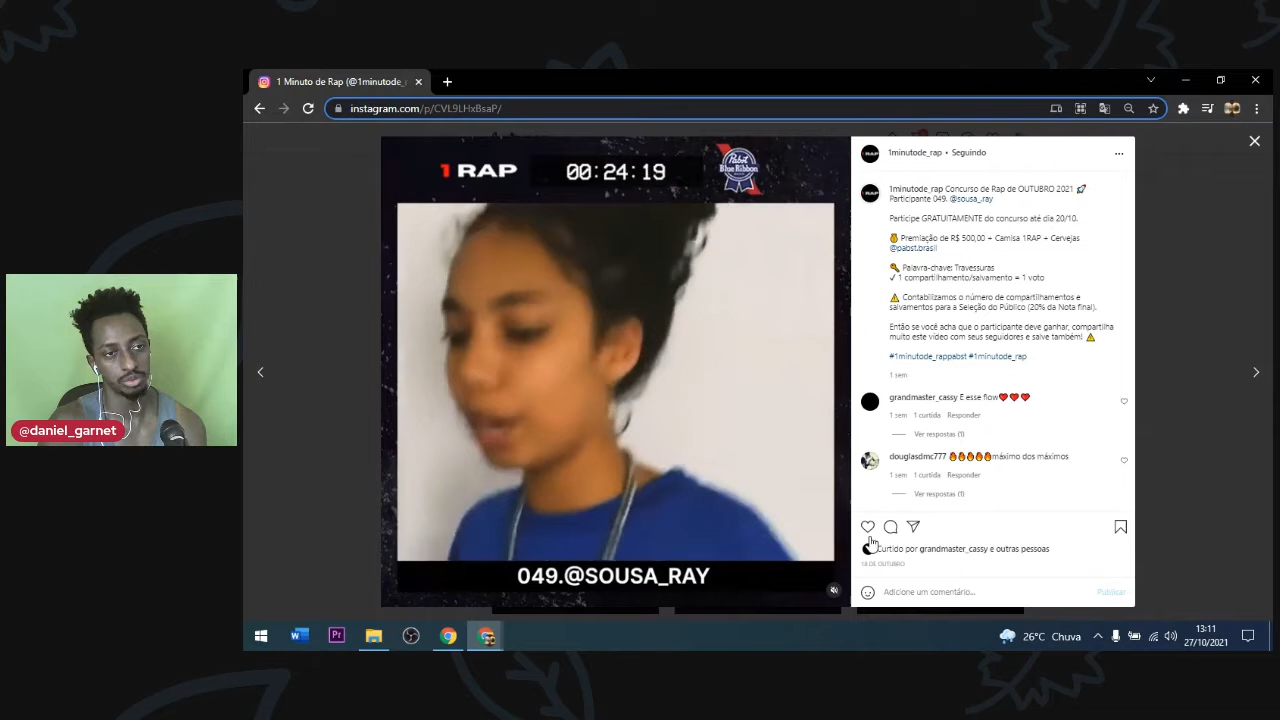 1 Minuto de Rap (@1minutode_r
instagram.com/p/CVL9LHxBsaP/
1 RAP
00:24:19
Pabst
Blue Ribbon
049.@SOUSA_RAY
@daniel_garnet
1minutode_rap • Seguindo
1minutode_rap Concurso de Rap de OUTUBRO 2021 🚀
Participante 049. @sousa_ray
Participe GRATUITAMENTE do concurso até dia 20/10.
🏅 Premiação de R$ 500,00 + Camisa 1RAP + Cervejas
@pabst.brasil
🔑 Palavra-chave: Travessuras
✓ 1 compartilhamento/salvamento = 1 voto
⚠️ Contabilizamos o número de compartilhamentos e
salvamentos para a Seleção do Público (20% da Nota final).
Então se você acha que o participante deve ganhar, compartilha
muito este vídeo com seus seguidores e salve também! ⚠️
#1minutode_rappabst #1minutode_rap
1 sem
grandmaster_cassy E esse flow❤️❤️❤️
1 sem 1 curtida Responder
Ver respostas (1)
douglasdmc777 🔥🔥🔥🔥🔥máximo dos máximos
1 sem 1 curtida Responder
Ver respostas (1)
Curtido por grandmaster_cassy e outras pessoas
18 DE OUTUBRO
Adicione um comentário... Publicar
26°C Chuva
13:11
27/10/2021